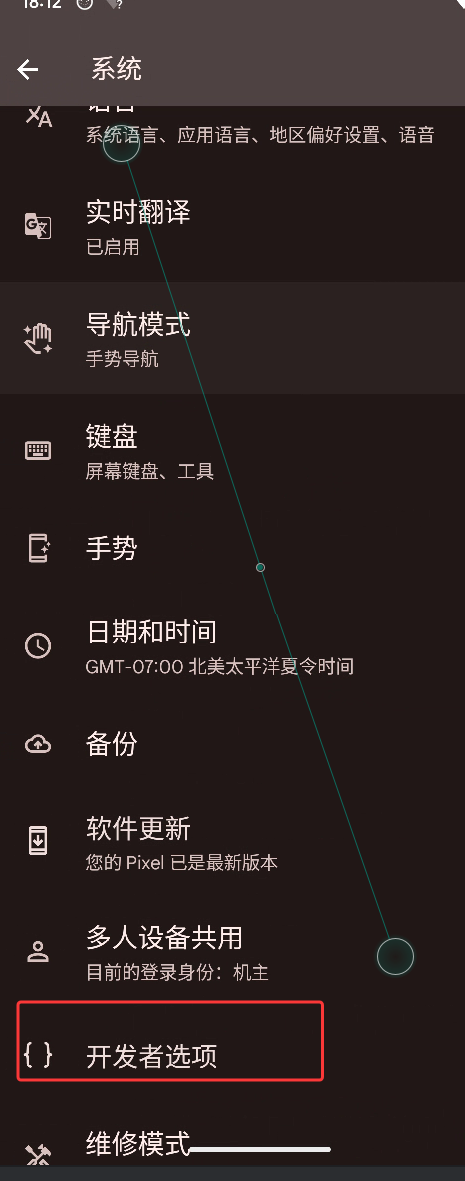 18:12
系统
语言
系统语言、应用语言、地区偏好设置、语音
实时翻译
已启用
导航模式
手势导航
键盘
屏幕键盘、工具
手势
日期和时间
GMT-07:00 北美太平洋夏令时间
备份
软件更新
您的 Pixel 已是最新版本
多人设备共用
目前的登录身份：机主
{ } 开发者选项
维修模式